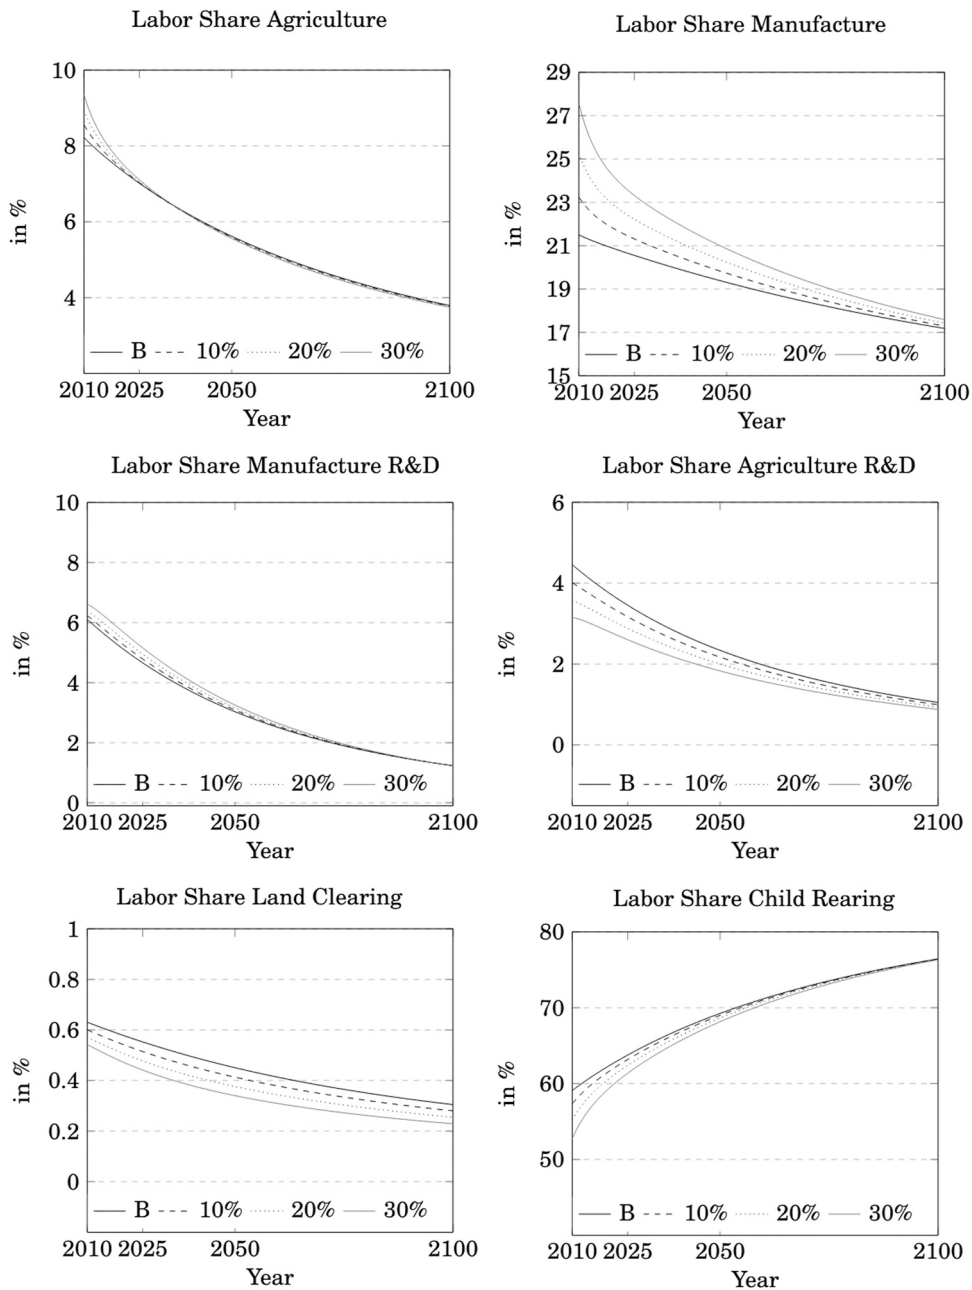 Labor Share Agriculture
10
8
6
4
in %
B 10% 20% 30%
2010 2025 2050 2100
Year
Labor Share Manufacture
29
27
25
23
21
19
17
15
in %
B 10% 20% 30%
2010 2025 2050 2100
Year
Labor Share Manufacture R&D
10
8
6
4
2
0
in %
B 10% 20% 30%
2010 2025 2050 2100
Year
Labor Share Agriculture R&D
6
4
2
0
in %
B 10% 20% 30%
2010 2025 2050 2100
Year
Labor Share Land Clearing
1
0.8
0.6
0.4
0.2
0
in %
B 10% 20% 30%
2010 2025 2050 2100
Year
Labor Share Child Rearing
80
70
60
50
in %
B 10% 20% 30%
2010 2025 2050 2100
Year